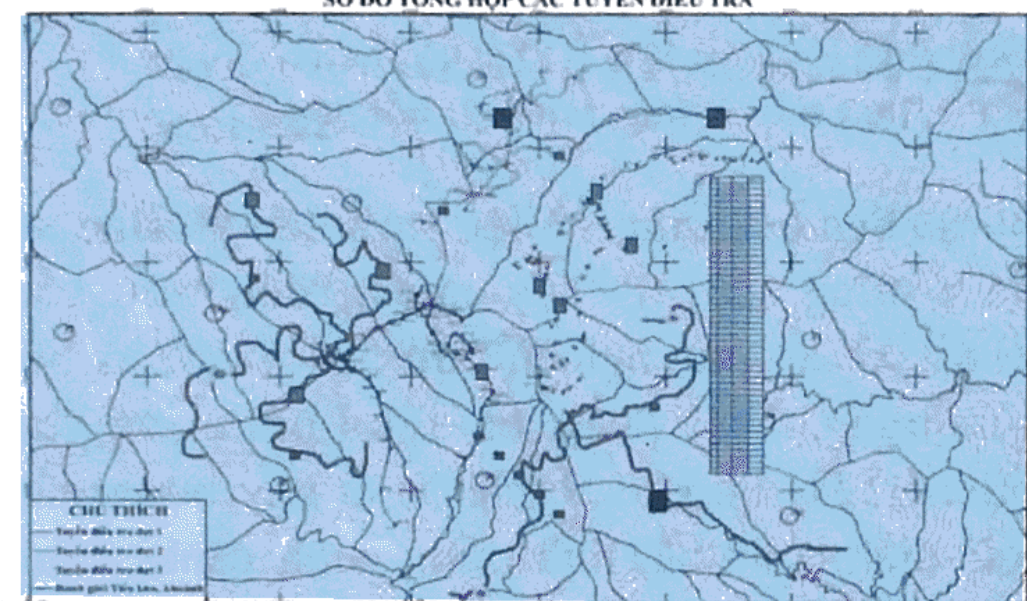 SƠ ĐỒ TỔNG HỢP CÁC TUYẾN ĐIỀU TRA
CHÚ THÍCH
Tuyến điều tra đợt 1
Tuyến điều tra đợt 2
Tuyến điều tra đợt 3